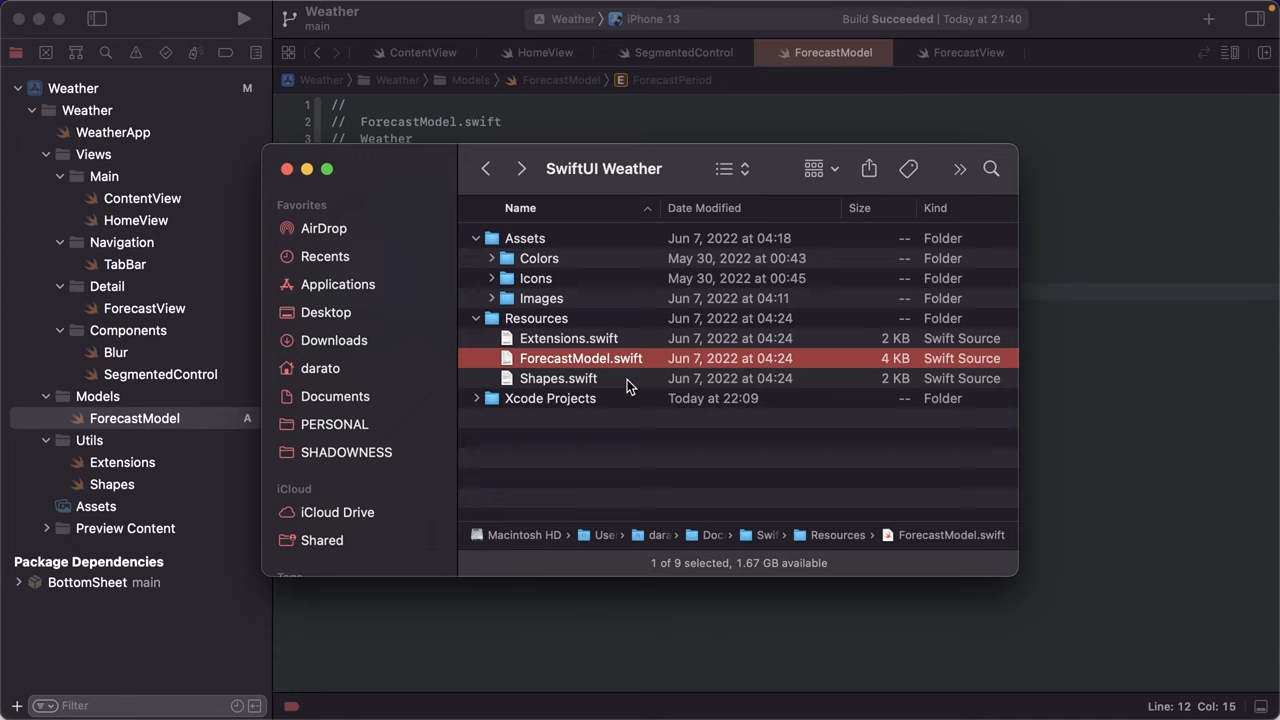 Weather
main
Weather
iPhone 13
Build Succeeded | Today at 21:40
ContentView
HomeView
SegmentedControl
ForecastModel
ForecastView
Weather
Weather
Models
ForecastModel
E ForecastPeriod
1 //
2 // ForecastModel.swift
3 // Weather
Weather M
Weather
WeatherApp
Views
Main
ContentView
HomeView
Navigation
TabBar
Detail
ForecastView
Components
Blur
SegmentedControl
Models
ForecastModel A
Utils
Extensions
Shapes
Assets
Preview Content
Package Dependencies
BottomSheet main
Filter
SwiftUI Weather
Favorites
AirDrop
Recents
Applications
Desktop
Downloads
darato
Documents
PERSONAL
SHADOWNESS
iCloud
iCloud Drive
Shared
Tags
Name Date Modified Size Kind
Assets Jun 7, 2022 at 04:18 -- Folder
Colors May 30, 2022 at 00:43 -- Folder
Icons May 30, 2022 at 00:45 -- Folder
Images Jun 7, 2022 at 04:11 -- Folder
Resources Jun 7, 2022 at 04:24 -- Folder
Extensions.swift Jun 7, 2022 at 04:24 2 KB Swift Source
ForecastModel.swift Jun 7, 2022 at 04:24 4 KB Swift Source
Shapes.swift Jun 7, 2022 at 04:24 2 KB Swift Source
Xcode Projects Today at 22:09 -- Folder
Macintosh HD › Use › dara › Doc › Swif › Resources › ForecastModel.swift
1 of 9 selected, 1.67 GB available
Line: 12 Col: 15